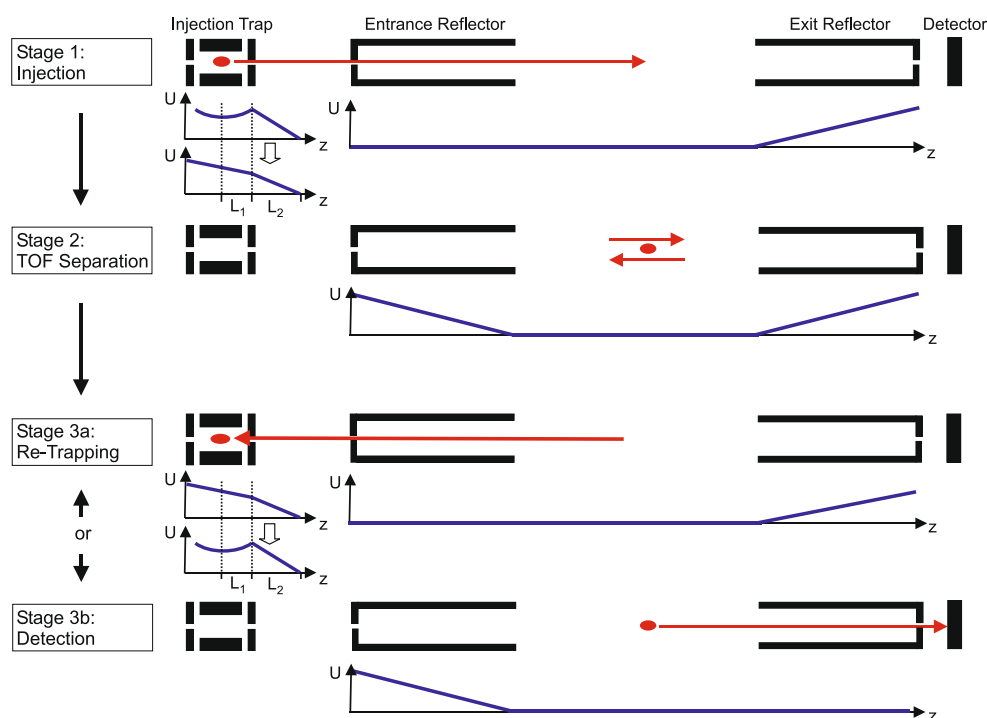 Injection Trap
Entrance Reflector
Exit Reflector
Detector
Stage 1:
Injection
U
z
U
z
L1
L2
U
z
Stage 2:
TOF Separation
U
z
Stage 3a:
Re-Trapping
U
z
U
z
L1
L2
U
z
or
Stage 3b:
Detection
U
z